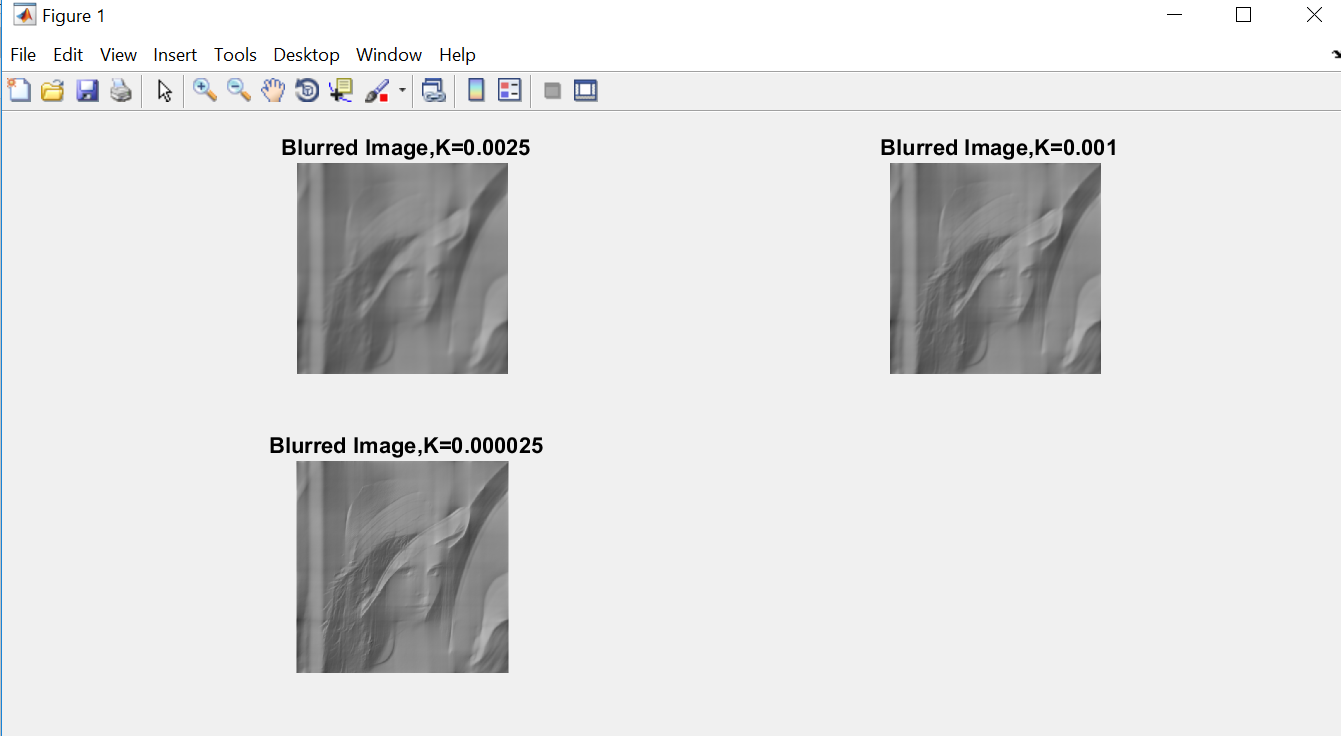 Figure 1
File Edit View Insert Tools Desktop Window Help
Blurred Image,K=0.0025
Blurred Image,K=0.001
Blurred Image,K=0.000025